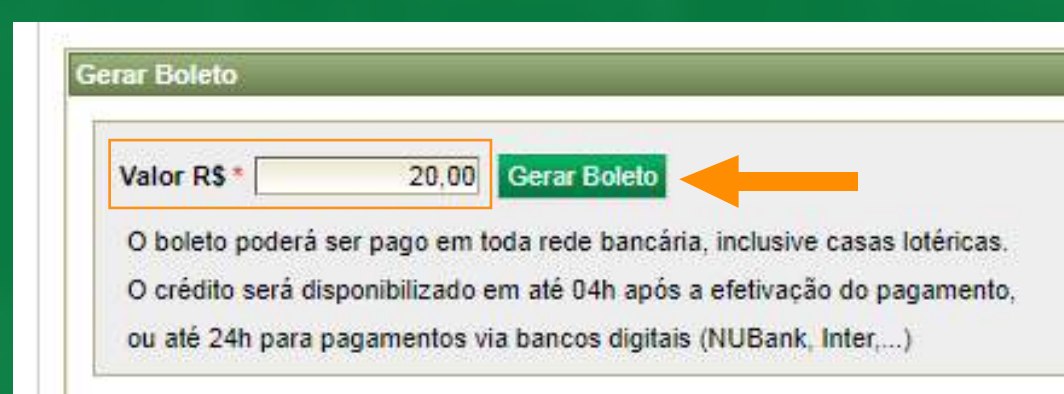 Gerar Boleto
Valor R$ * 20,00 Gerar Boleto
O boleto poderá ser pago em toda rede bancária, inclusive casas lotéricas.
O crédito será disponibilizado em até 04h após a efetivação do pagamento,
ou até 24h para pagamentos via bancos digitais (NUBank, Inter,...)